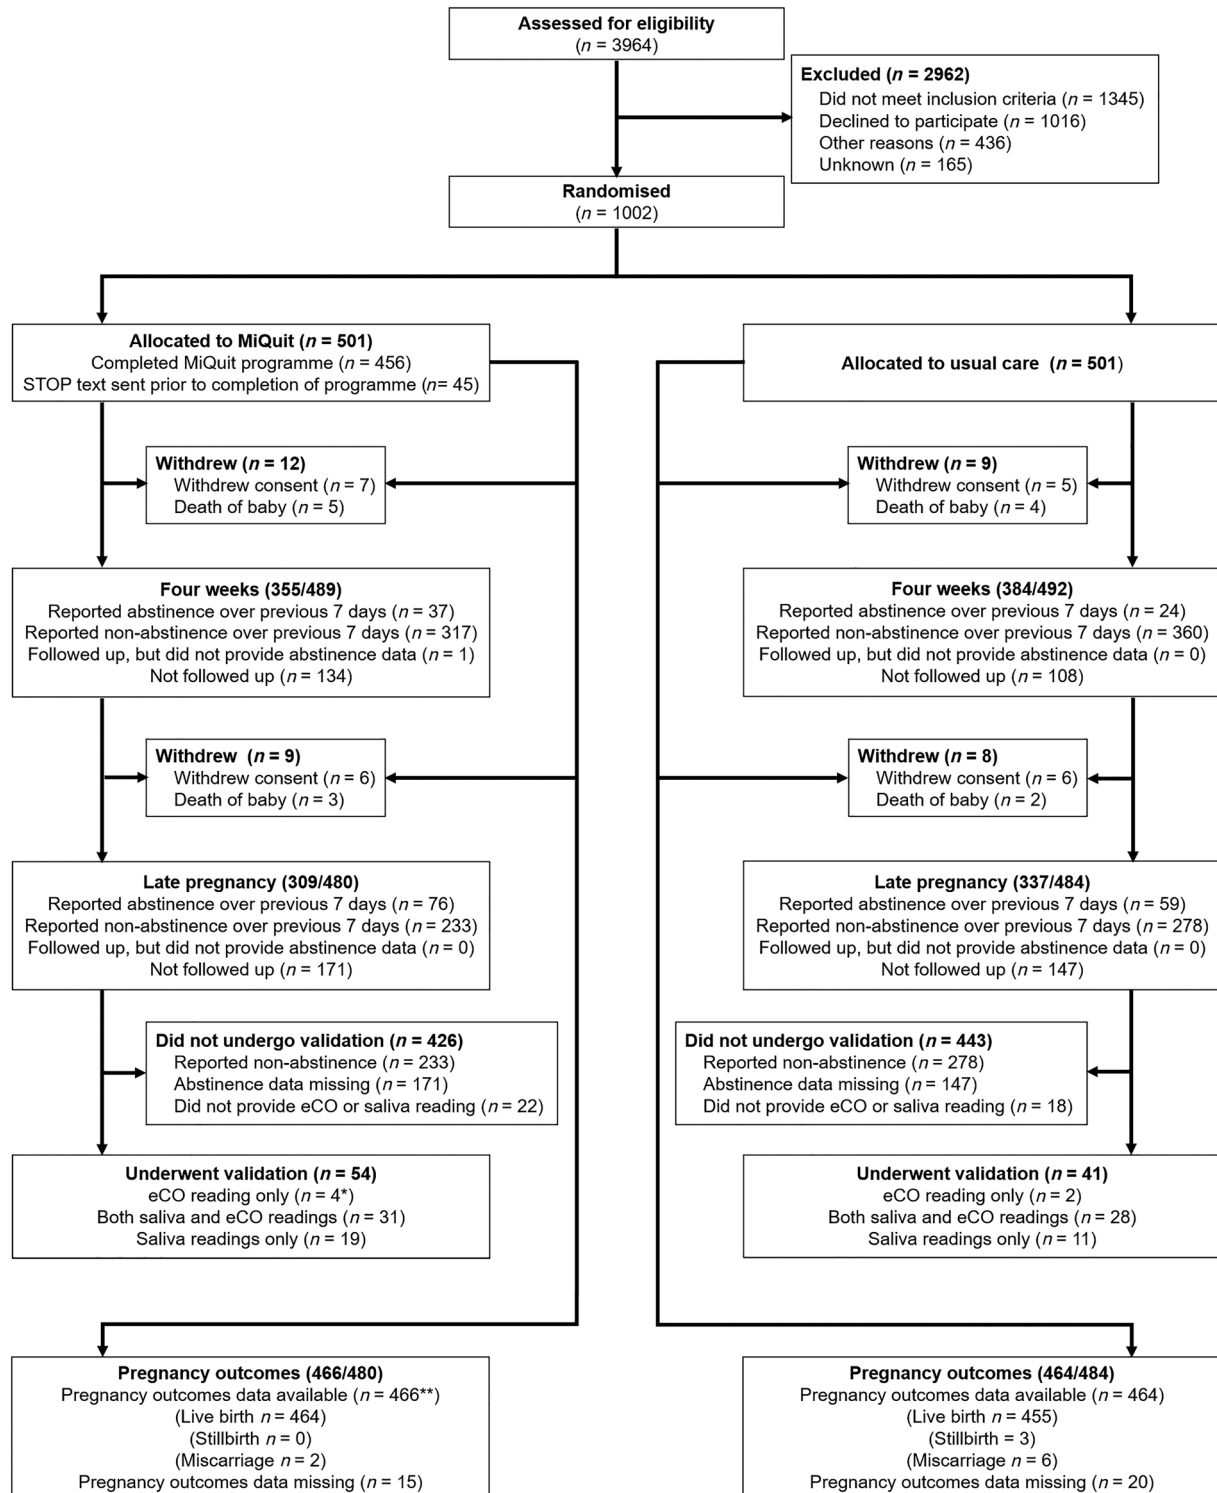 Assessed for eligibility
(n = 3964)
Excluded (n = 2962)
Did not meet inclusion criteria (n = 1345)
Declined to participate (n = 1016)
Other reasons (n = 436)
Unknown (n = 165)
Randomised
(n = 1002)
Allocated to MiQuit (n = 501)
Completed MiQuit programme (n = 456)
STOP text sent prior to completion of programme (n= 45)
Allocated to usual care (n = 501)
Withdrew (n = 12)
Withdrew consent (n = 7)
Death of baby (n = 5)
Withdrew (n = 9)
Withdrew consent (n = 5)
Death of baby (n = 4)
Four weeks (355/489)
Reported abstinence over previous 7 days (n = 37)
Reported non-abstinence over previous 7 days (n = 317)
Followed up, but did not provide abstinence data (n = 1)
Not followed up (n = 134)
Four weeks (384/492)
Reported abstinence over previous 7 days (n = 24)
Reported non-abstinence over previous 7 days (n = 360)
Followed up, but did not provide abstinence data (n = 0)
Not followed up (n = 108)
Withdrew (n = 9)
Withdrew consent (n = 6)
Death of baby (n = 3)
Withdrew (n = 8)
Withdrew consent (n = 6)
Death of baby (n = 2)
Late pregnancy (309/480)
Reported abstinence over previous 7 days (n = 76)
Reported non-abstinence over previous 7 days (n = 233)
Followed up, but did not provide abstinence data (n = 0)
Not followed up (n = 171)
Late pregnancy (337/484)
Reported abstinence over previous 7 days (n = 59)
Reported non-abstinence over previous 7 days (n = 278)
Followed up, but did not provide abstinence data (n = 0)
Not followed up (n = 147)
Did not undergo validation (n = 426)
Reported non-abstinence (n = 233)
Abstinence data missing (n = 171)
Did not provide eCO or saliva reading (n = 22)
Did not undergo validation (n = 443)
Reported non-abstinence (n = 278)
Abstinence data missing (n = 147)
Did not provide eCO or saliva reading (n = 18)
Underwent validation (n = 54)
eCO reading only (n = 4*)
Both saliva and eCO readings (n = 31)
Saliva readings only (n = 19)
Underwent validation (n = 41)
eCO reading only (n = 2)
Both saliva and eCO readings (n = 28)
Saliva readings only (n = 11)
Pregnancy outcomes (466/480)
Pregnancy outcomes data available (n = 466**)
(Live birth n = 464)
(Stillbirth n = 0)
(Miscarriage n = 2)
Pregnancy outcomes data missing (n = 15)
Pregnancy outcomes (464/484)
Pregnancy outcomes data available (n = 464)
(Live birth n = 455)
(Stillbirth = 3)
(Miscarriage n = 6)
Pregnancy outcomes data missing (n = 20)